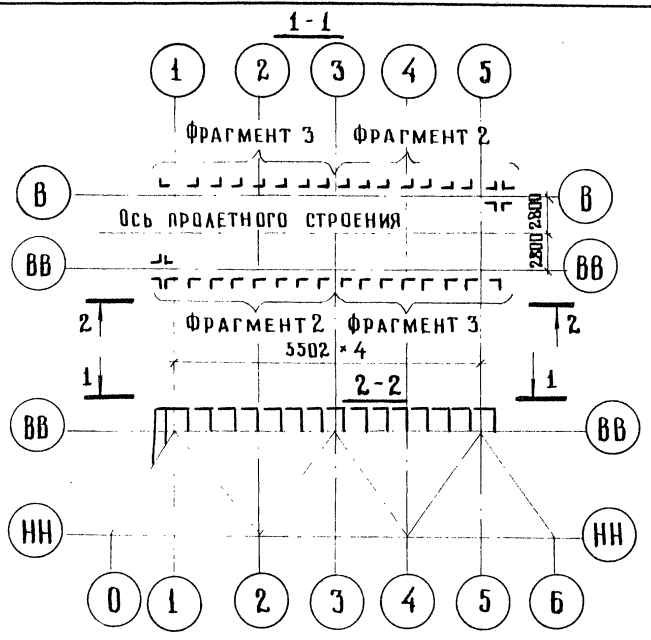 1-1
1 2 3 4 5
ФРАГМЕНТ 3 ФРАГМЕНТ 2
В В
Ось пролетного строения
2800 2800
ВВ ВВ
2 ФРАГМЕНТ 2 ФРАГМЕНТ 3 2
5502 × 4
1 1
2-2
ВВ ВВ
НН НН
0 1 2 3 4 5 6